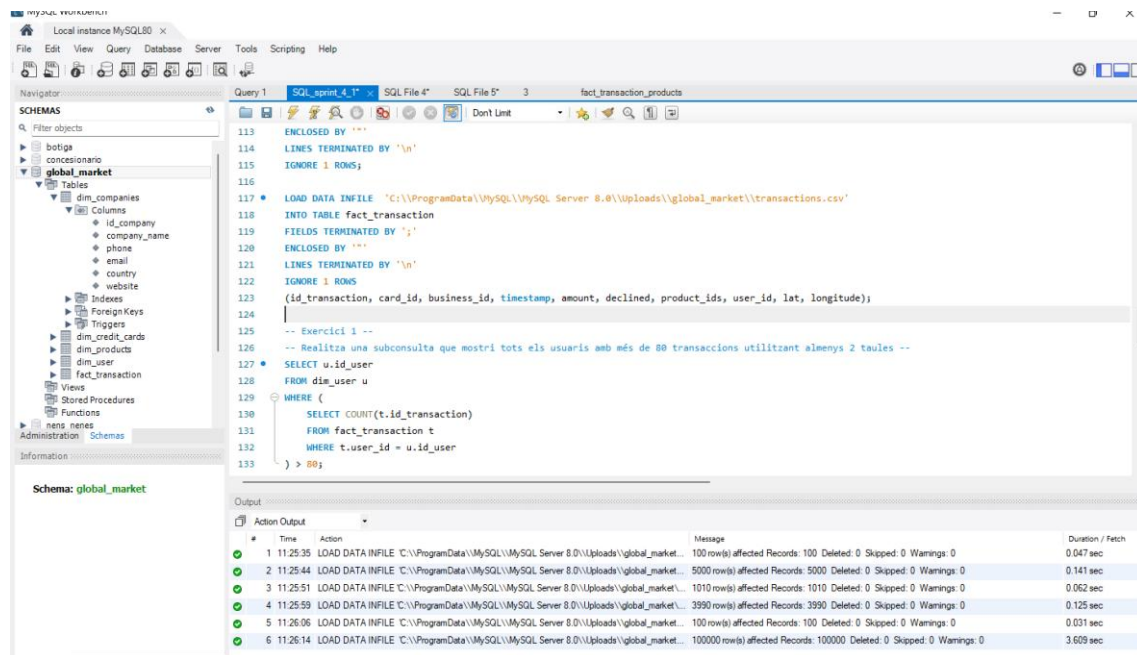 MySQL Workbench
Local instance MySQL80 ×
File Edit View Query Database Server Tools Scripting Help
Navigator
SCHEMAS
Filter objects
botiga
concesionario
global_market
Tables
dim_companies
Columns
id_company
company_name
phone
email
country
website
Indexes
Foreign Keys
Triggers
dim_credit_cards
dim_products
dim_user
fact_transaction
Views
Stored Procedures
Functions
nens_nenes
Administration Schemas
Information
Schema: global_market
Query 1 SQL_sprint_4_1* × SQL File 4* SQL File 5* 3 fact_transaction_products
Don't Limit
113 ENCLOSED BY '"'
114 LINES TERMINATED BY '\n'
115 IGNORE 1 ROWS;
116
117 LOAD DATA INFILE 'C:\\ProgramData\\MySQL\\MySQL Server 8.0\\Uploads\\global_market\\transactions.csv'
118 INTO TABLE fact_transaction
119 FIELDS TERMINATED BY ';'
120 ENCLOSED BY '"'
121 LINES TERMINATED BY '\n'
122 IGNORE 1 ROWS
123 (id_transaction, card_id, business_id, timestamp, amount, declined, product_ids, user_id, lat, longitude);
124
125 -- Exercici 1 --
126 -- Realitza una subconsulta que mostri tots els usuaris amb més de 80 transaccions utilitzant almenys 2 taules --
127 SELECT u.id_user
128 FROM dim_user u
129 WHERE (
130 SELECT COUNT(t.id_transaction)
131 FROM fact_transaction t
132 WHERE t.user_id = u.id_user
133 ) > 80;
Output
Action Output
# Time Action Message Duration / Fetch
1 11:25:35 LOAD DATA INFILE 'C:\\ProgramData\\MySQL\\MySQL Server 8.0\\Uploads\\global_market... 100 row(s) affected Records: 100 Deleted: 0 Skipped: 0 Warnings: 0 0.047 sec
2 11:25:44 LOAD DATA INFILE 'C:\\ProgramData\\MySQL\\MySQL Server 8.0\\Uploads\\global_market... 5000 row(s) affected Records: 5000 Deleted: 0 Skipped: 0 Warnings: 0 0.141 sec
3 11:25:51 LOAD DATA INFILE 'C:\\ProgramData\\MySQL\\MySQL Server 8.0\\Uploads\\global_market\... 1010 row(s) affected Records: 1010 Deleted: 0 Skipped: 0 Warnings: 0 0.062 sec
4 11:25:59 LOAD DATA INFILE 'C:\\ProgramData\\MySQL\\MySQL Server 8.0\\Uploads\\global_market\... 3990 row(s) affected Records: 3990 Deleted: 0 Skipped: 0 Warnings: 0 0.125 sec
5 11:26:06 LOAD DATA INFILE 'C:\\ProgramData\\MySQL\\MySQL Server 8.0\\Uploads\\global_market... 100 row(s) affected Records: 100 Deleted: 0 Skipped: 0 Warnings: 0 0.031 sec
6 11:26:14 LOAD DATA INFILE 'C:\\ProgramData\\MySQL\\MySQL Server 8.0\\Uploads\\global_market... 100000 row(s) affected Records: 100000 Deleted: 0 Skipped: 0 Warnings: 0 3.609 sec